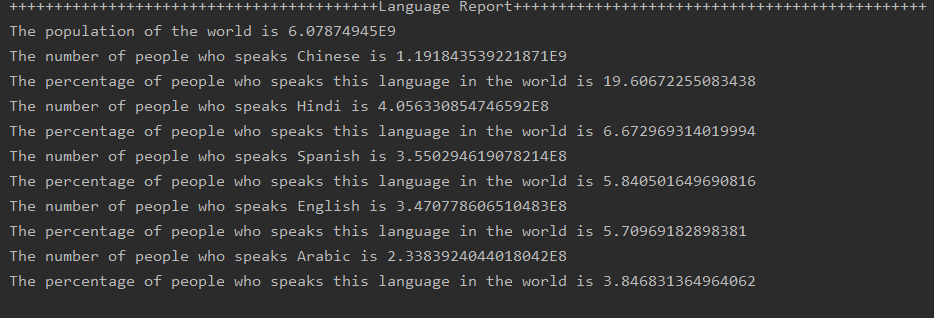 +++++++++++++++++++++++++++++++++++++++++Language Report++++++++++++++++++++++++++++++++++++++++++++++
The population of the world is 6.07874945E9
The number of people who speaks Chinese is 1.191843539221871E9
The percentage of people who speaks this language in the world is 19.60672255083438
The number of people who speaks Hindi is 4.056330854746592E8
The percentage of people who speaks this language in the world is 6.672969314019994
The number of people who speaks Spanish is 3.550294619078214E8
The percentage of people who speaks this language in the world is 5.840501649690816
The number of people who speaks English is 3.470778606510483E8
The percentage of people who speaks this language in the world is 5.70969182898381
The number of people who speaks Arabic is 2.3383924044018042E8
The percentage of people who speaks this language in the world is 3.846831364964062